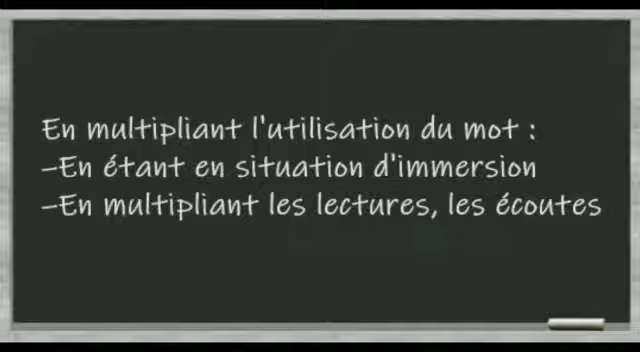 En multipliant l'utilisation du mot :
–En étant en situation d'immersion
–En multipliant les lectures, les écoutes